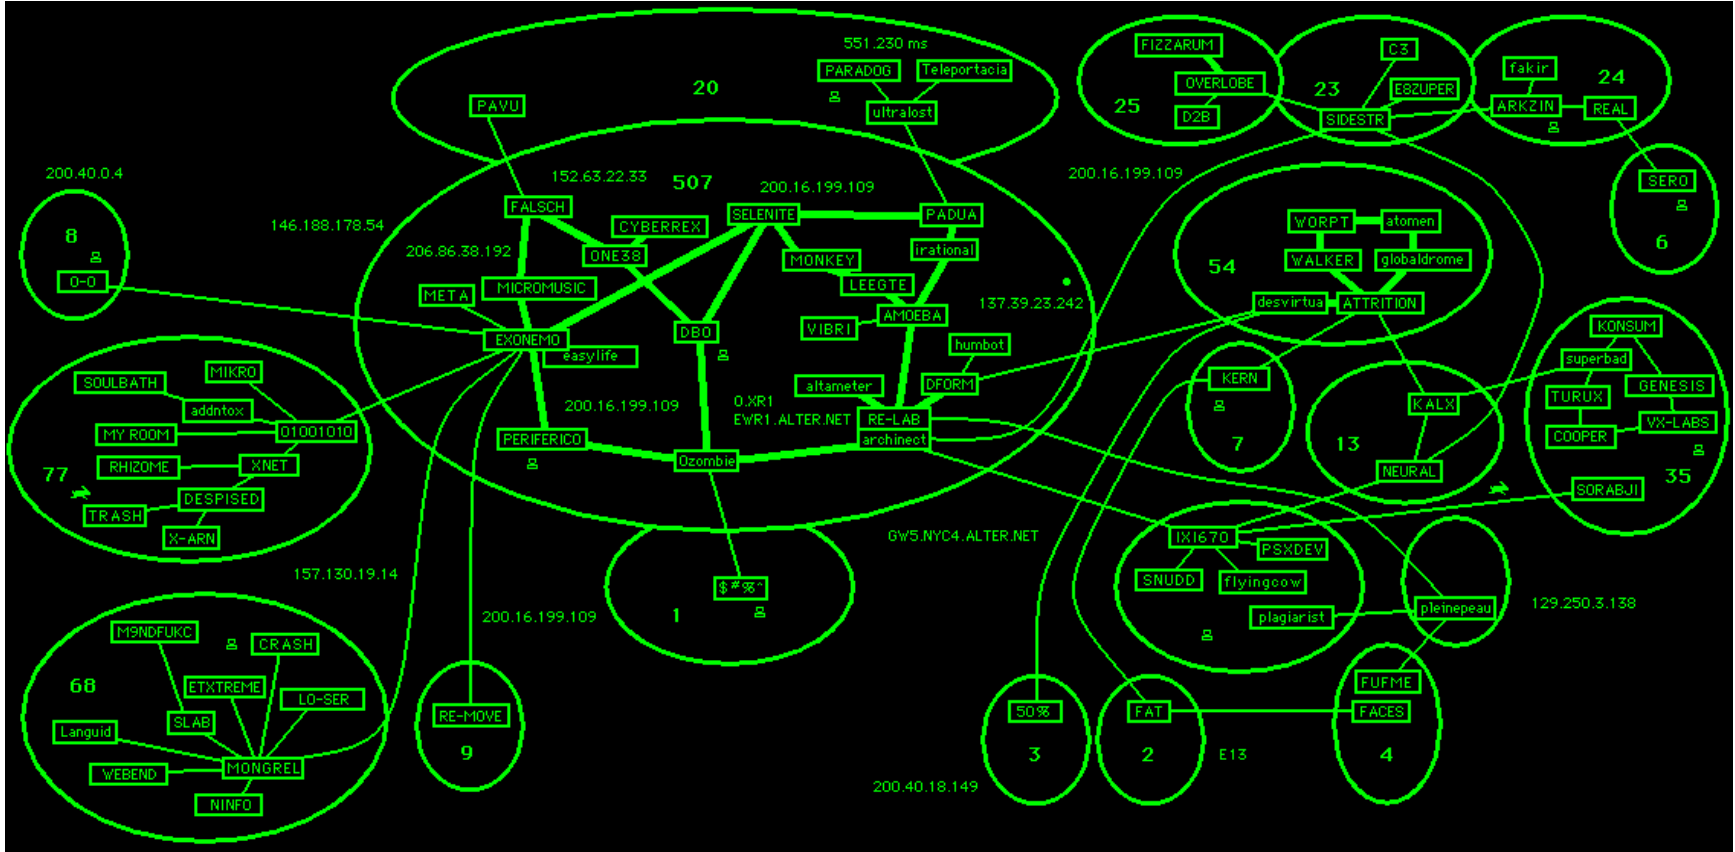 551.230 ms
PARADOG
Teleportacia
20
PAVU
ultralost
FIZZARUM
OVERLOBE
25
D2B
C3
23
E8ZUPER
SIDESTR
fakir
24
ARKZIN
REAL
200.40.0.4
152.63.22.33
507
200.16.199.109
200.16.199.109
SERO
6
8
0-0
146.188.178.54
FALSCH
CYBERREX
SELENITE
PADUA
206.86.38.192
ONE38
MONKEY
irational
META
MICROMUSIC
LEEGTE
137.39.23.242
EXONEMO
DBO
VIBRI
AMOEBA
easylife
humbot
altameter
DFORM
200.16.199.109
0.XR1
EWR1.ALTER.NET
RE-LAB
archinect
PERIFERICO
0zombie
WORPT
atomen
54
WALKER
globaldrome
desvirtua
ATTRITION
KONSUM
superbad
GENESIS
TURUX
VX-LABS
COOPER
35
SORABJI
KERN
7
KALX
13
NEURAL
SOULBATH
MIKRO
addntox
MY ROOM
01001010
RHIZOME
XNET
77
DESPISED
TRASH
X-ARN
GW5.NYC4.ALTER.NET
IXI670
PSXDEV
SNUDD
flyingcow
plagiarist
pleinepeau
129.250.3.138
157.130.19.14
$#%^
1
200.16.199.109
M9NDFUKC
CRASH
68
ETXTREME
LO-SER
SLAB
Languid
WEBEND
MONGREL
NINFO
RE-MOVE
9
50%
3
FAT
2
E13
FUFME
FACES
4
200.40.18.149